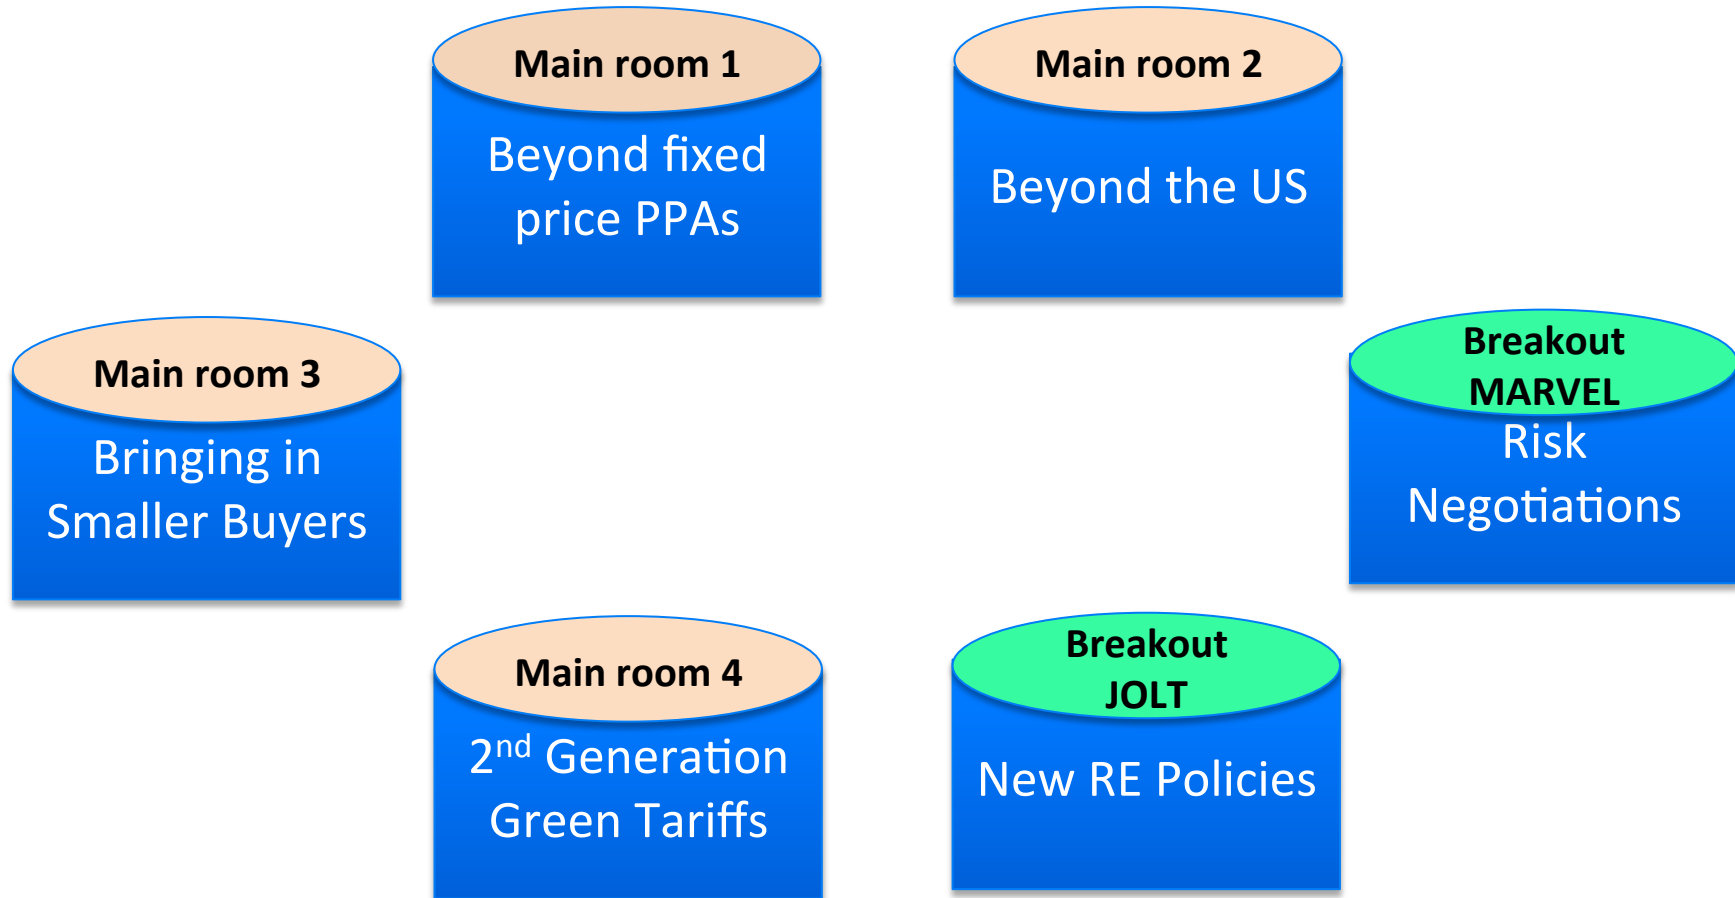 Main room 1
Beyond fixed
price PPAs
Main room 2
Beyond the US
Main room 3
Bringing in
Smaller Buyers
Breakout
MARVEL
Risk
Negotiations
Main room 4
2nd Generation
Green Tariffs
Breakout
JOLT
New RE Policies